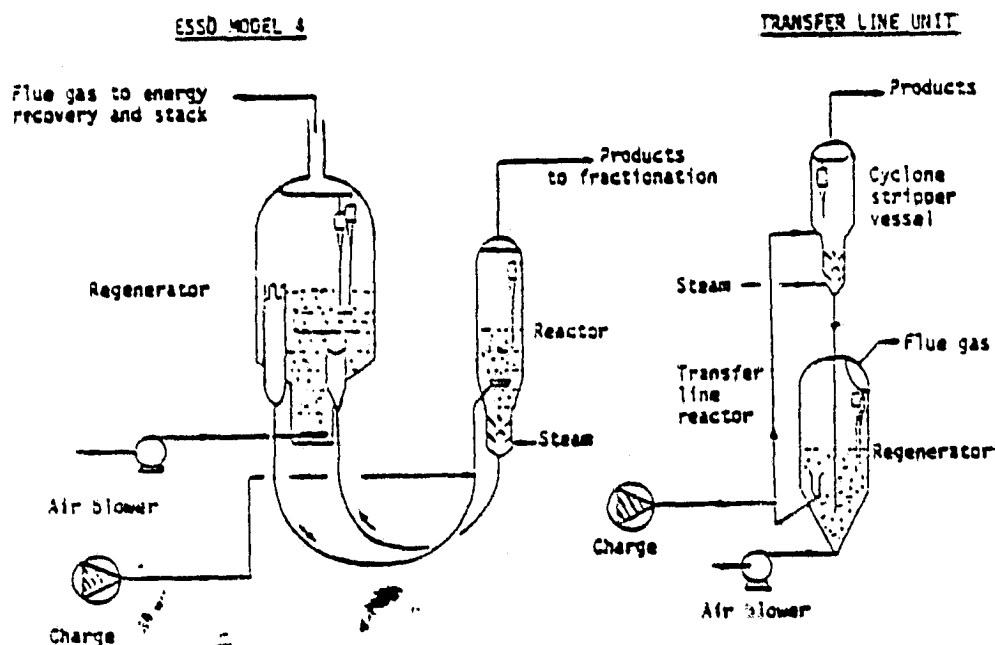 ESSO MODEL 4
Flue gas to energy
recovery and stack
Products
to fractionation
Regenerator
Reactor
Steam
Air blower
Charge
TRANSFER LINE UNIT
Products
Cyclone
stripper
vessel
Steam
Flue gas
Transfer
line
reactor
Regenerator
Charge
Air blower